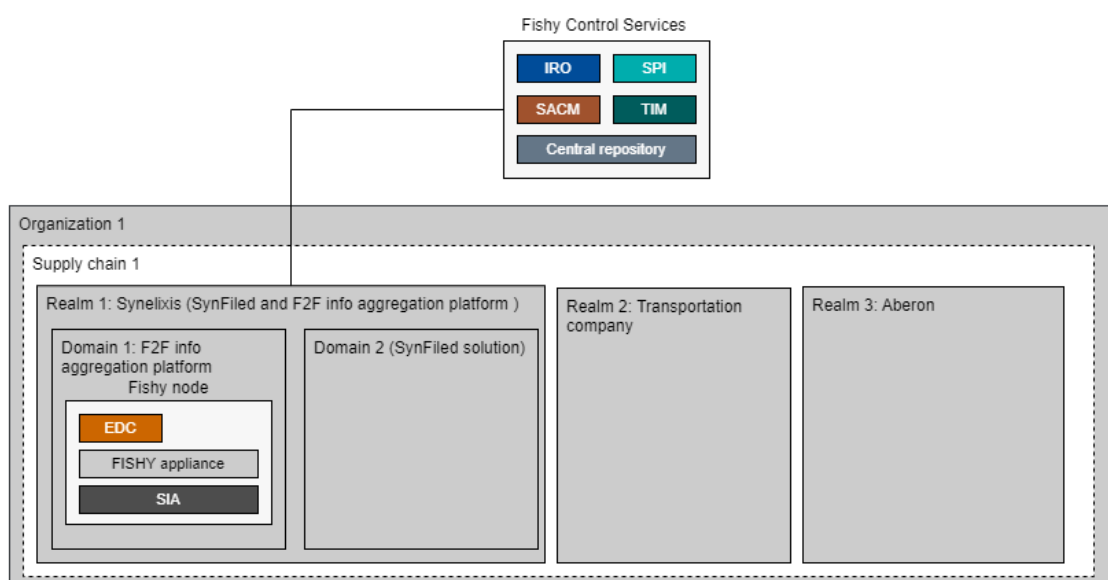 Fishy Control Services
IRO
SPI
SACM
TIM
Central repository
Organization 1
Supply chain 1
Realm 1: Synelixis (SynFiled and F2F info aggregation platform )
Realm 2: Transportation
company
Realm 3: Aberon
Domain 1: F2F info
aggregation platform
Domain 2 (SynFiled solution)
Fishy node
EDC
FISHY appliance
SIA